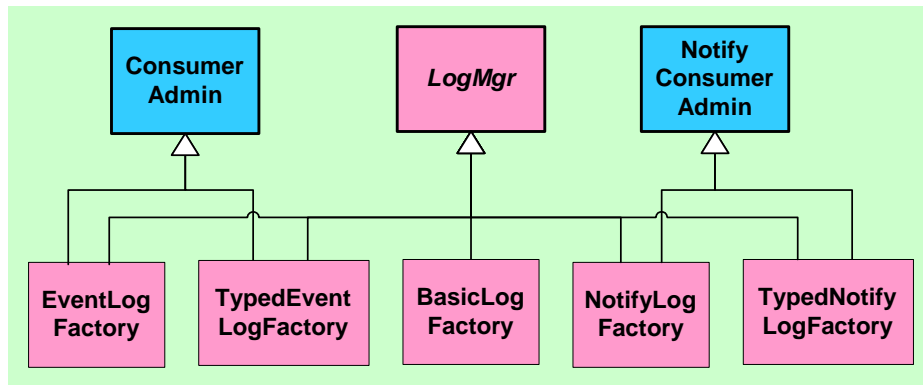 Consumer
Admin
LogMgr
Notify
Consumer
Admin
EventLog
Factory
TypedEvent
LogFactory
BasicLog
Factory
NotifyLog
Factory
TypedNotify
LogFactory